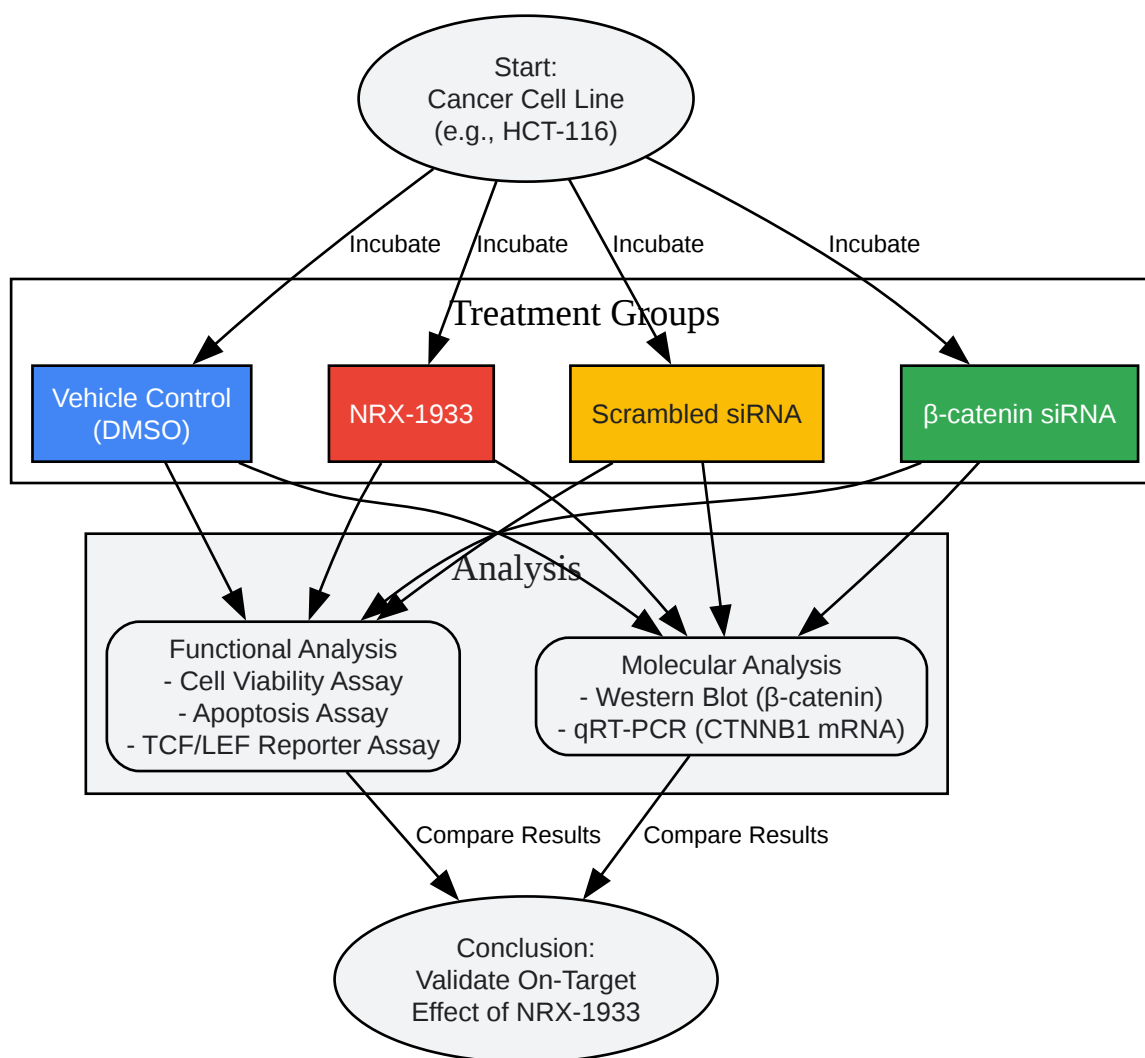 Start:
Cancer Cell Line
(e.g., HCT-116)
Incubate
Incubate
Incubate
Incubate
Treatment Groups
Vehicle Control
(DMSO)
NRX-1933
Scrambled siRNA
β-catenin siRNA
Analysis
Functional Analysis
- Cell Viability Assay
- Apoptosis Assay
- TCF/LEF Reporter Assay
Molecular Analysis
- Western Blot (β-catenin)
- qRT-PCR (CTNNB1 mRNA)
Compare Results
Compare Results
Conclusion:
Validate On-Target
Effect of NRX-1933